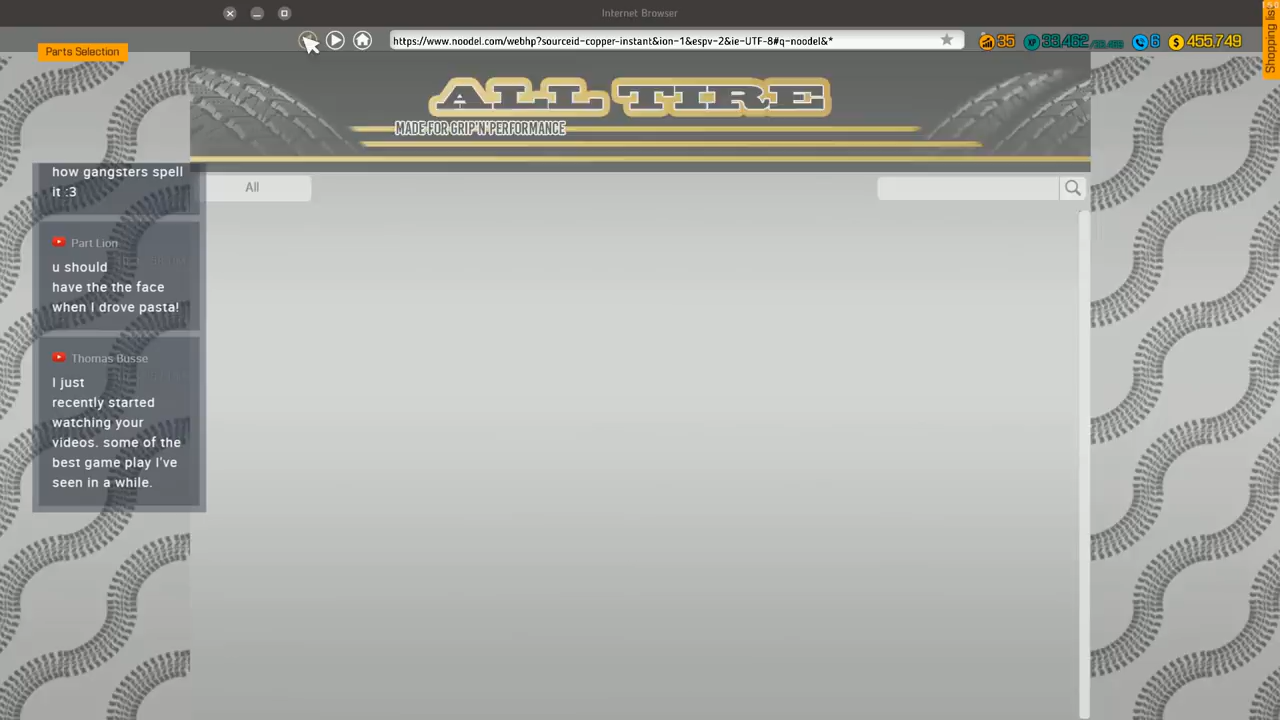 Internet Browser
Parts Selection
https://www.noodel.com/webhp?sourceid-copper-instant&ion-1&espv-2&ie-UTF-8#q-noodel&*
35
33,462
6
455,749
Shopping list
ALL TIRE
MADE FOR GRIP'N'PERFORMANCE
All
how gangsters spell
it :3
Part Lion
u should
have the the face
when I drove pasta!
Thomas Busse
I just
recently started
watching your
videos. some of the
best game play I've
seen in a while.